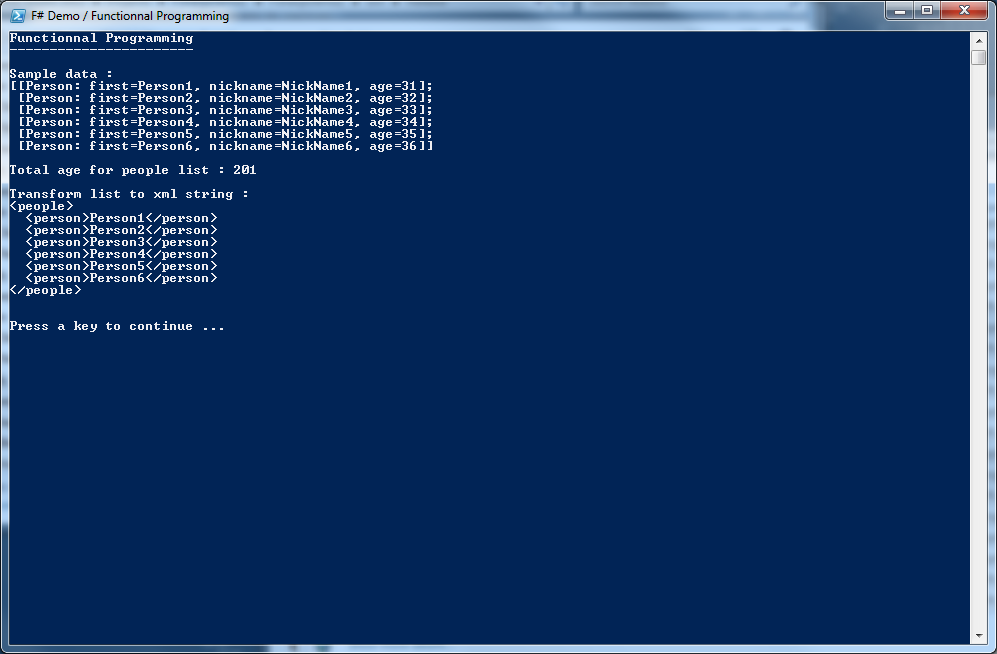 F# Demo / Functionnal Programming
Functionnal Programming
-----------------------
Sample data :
[[Person: first=Person1, nickname=NickName1, age=31];
 [Person: first=Person2, nickname=NickName2, age=32];
 [Person: first=Person3, nickname=NickName3, age=33];
 [Person: first=Person4, nickname=NickName4, age=34];
 [Person: first=Person5, nickname=NickName5, age=35];
 [Person: first=Person6, nickname=NickName6, age=36]]
Total age for people list : 201
Transform list to xml string :
<people>
  <person>Person1</person>
  <person>Person2</person>
  <person>Person3</person>
  <person>Person4</person>
  <person>Person5</person>
  <person>Person6</person>
</people>
Press a key to continue ...